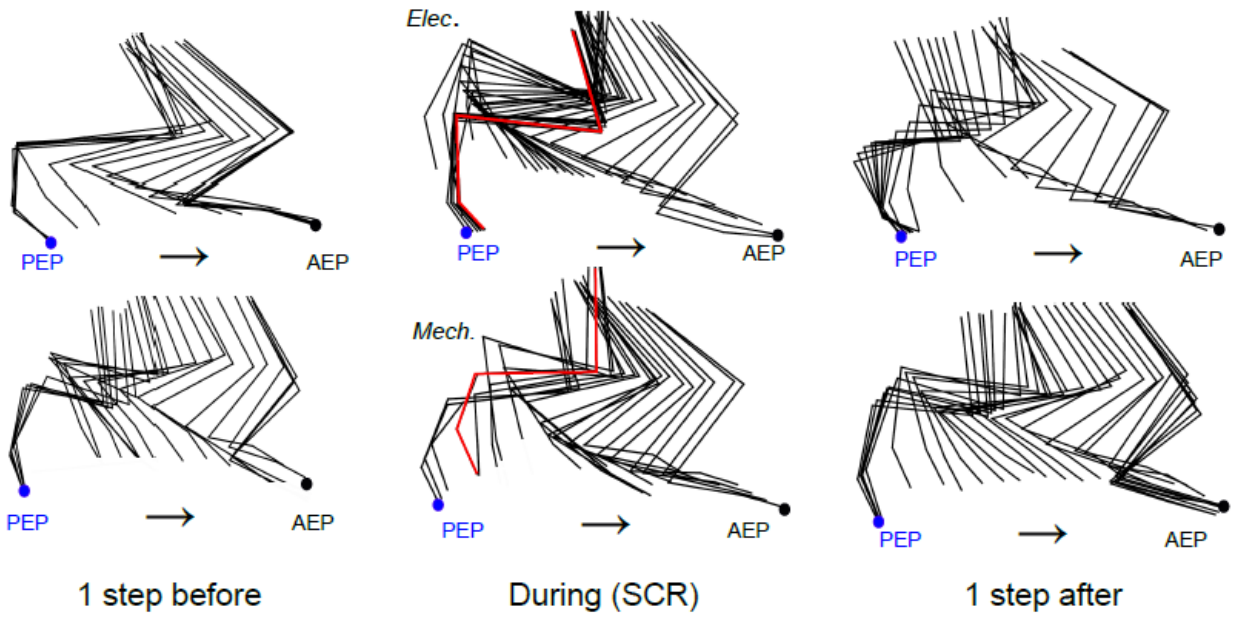 Elec.
PEP
AEP
PEP
AEP
PEP
AEP
Mech.
PEP
AEP
PEP
AEP
PEP
AEP
1 step before
During (SCR)
1 step after